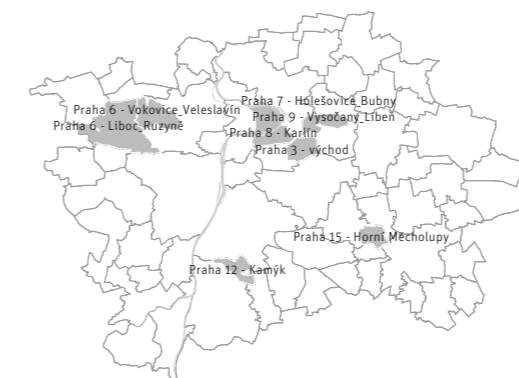 Praha 7 - Holešovice_Bubny
Praha 6 - Vokovice_Veleslavín
Praha 9 - Vysočany_Libeň
Praha 6 - Liboc_Ruzyně
Praha 8 - Karlín
Praha 3 - východ
Praha 15 - Horní Měcholupy
Praha 12 - Kamýk